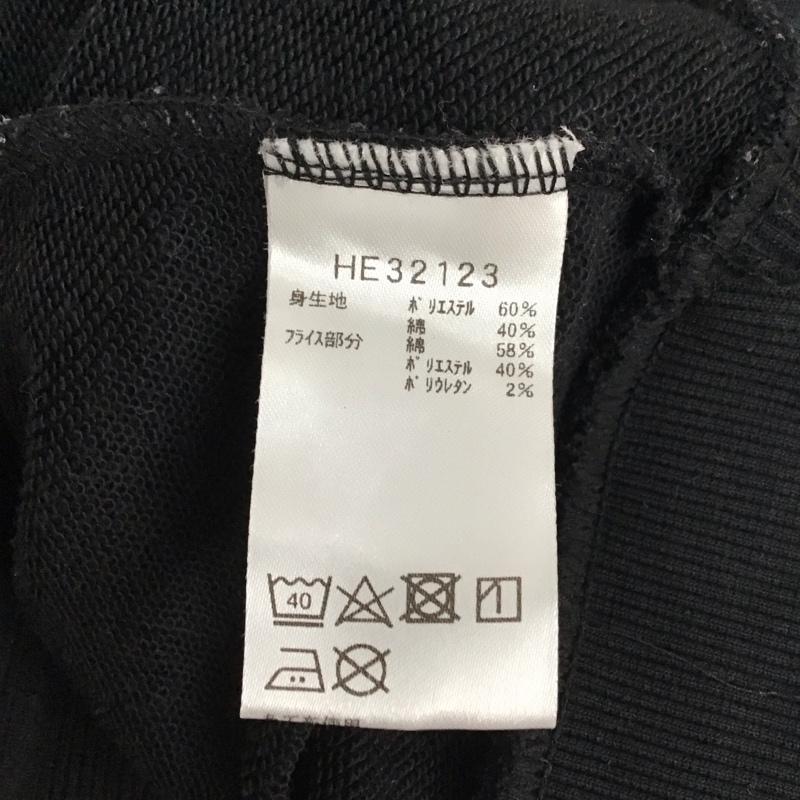 HE32123
身生地 ポリエステル 60%
綿 40%
フライス部分 綿 58%
ポリエステル 40%
ポリウレタン 2%
40